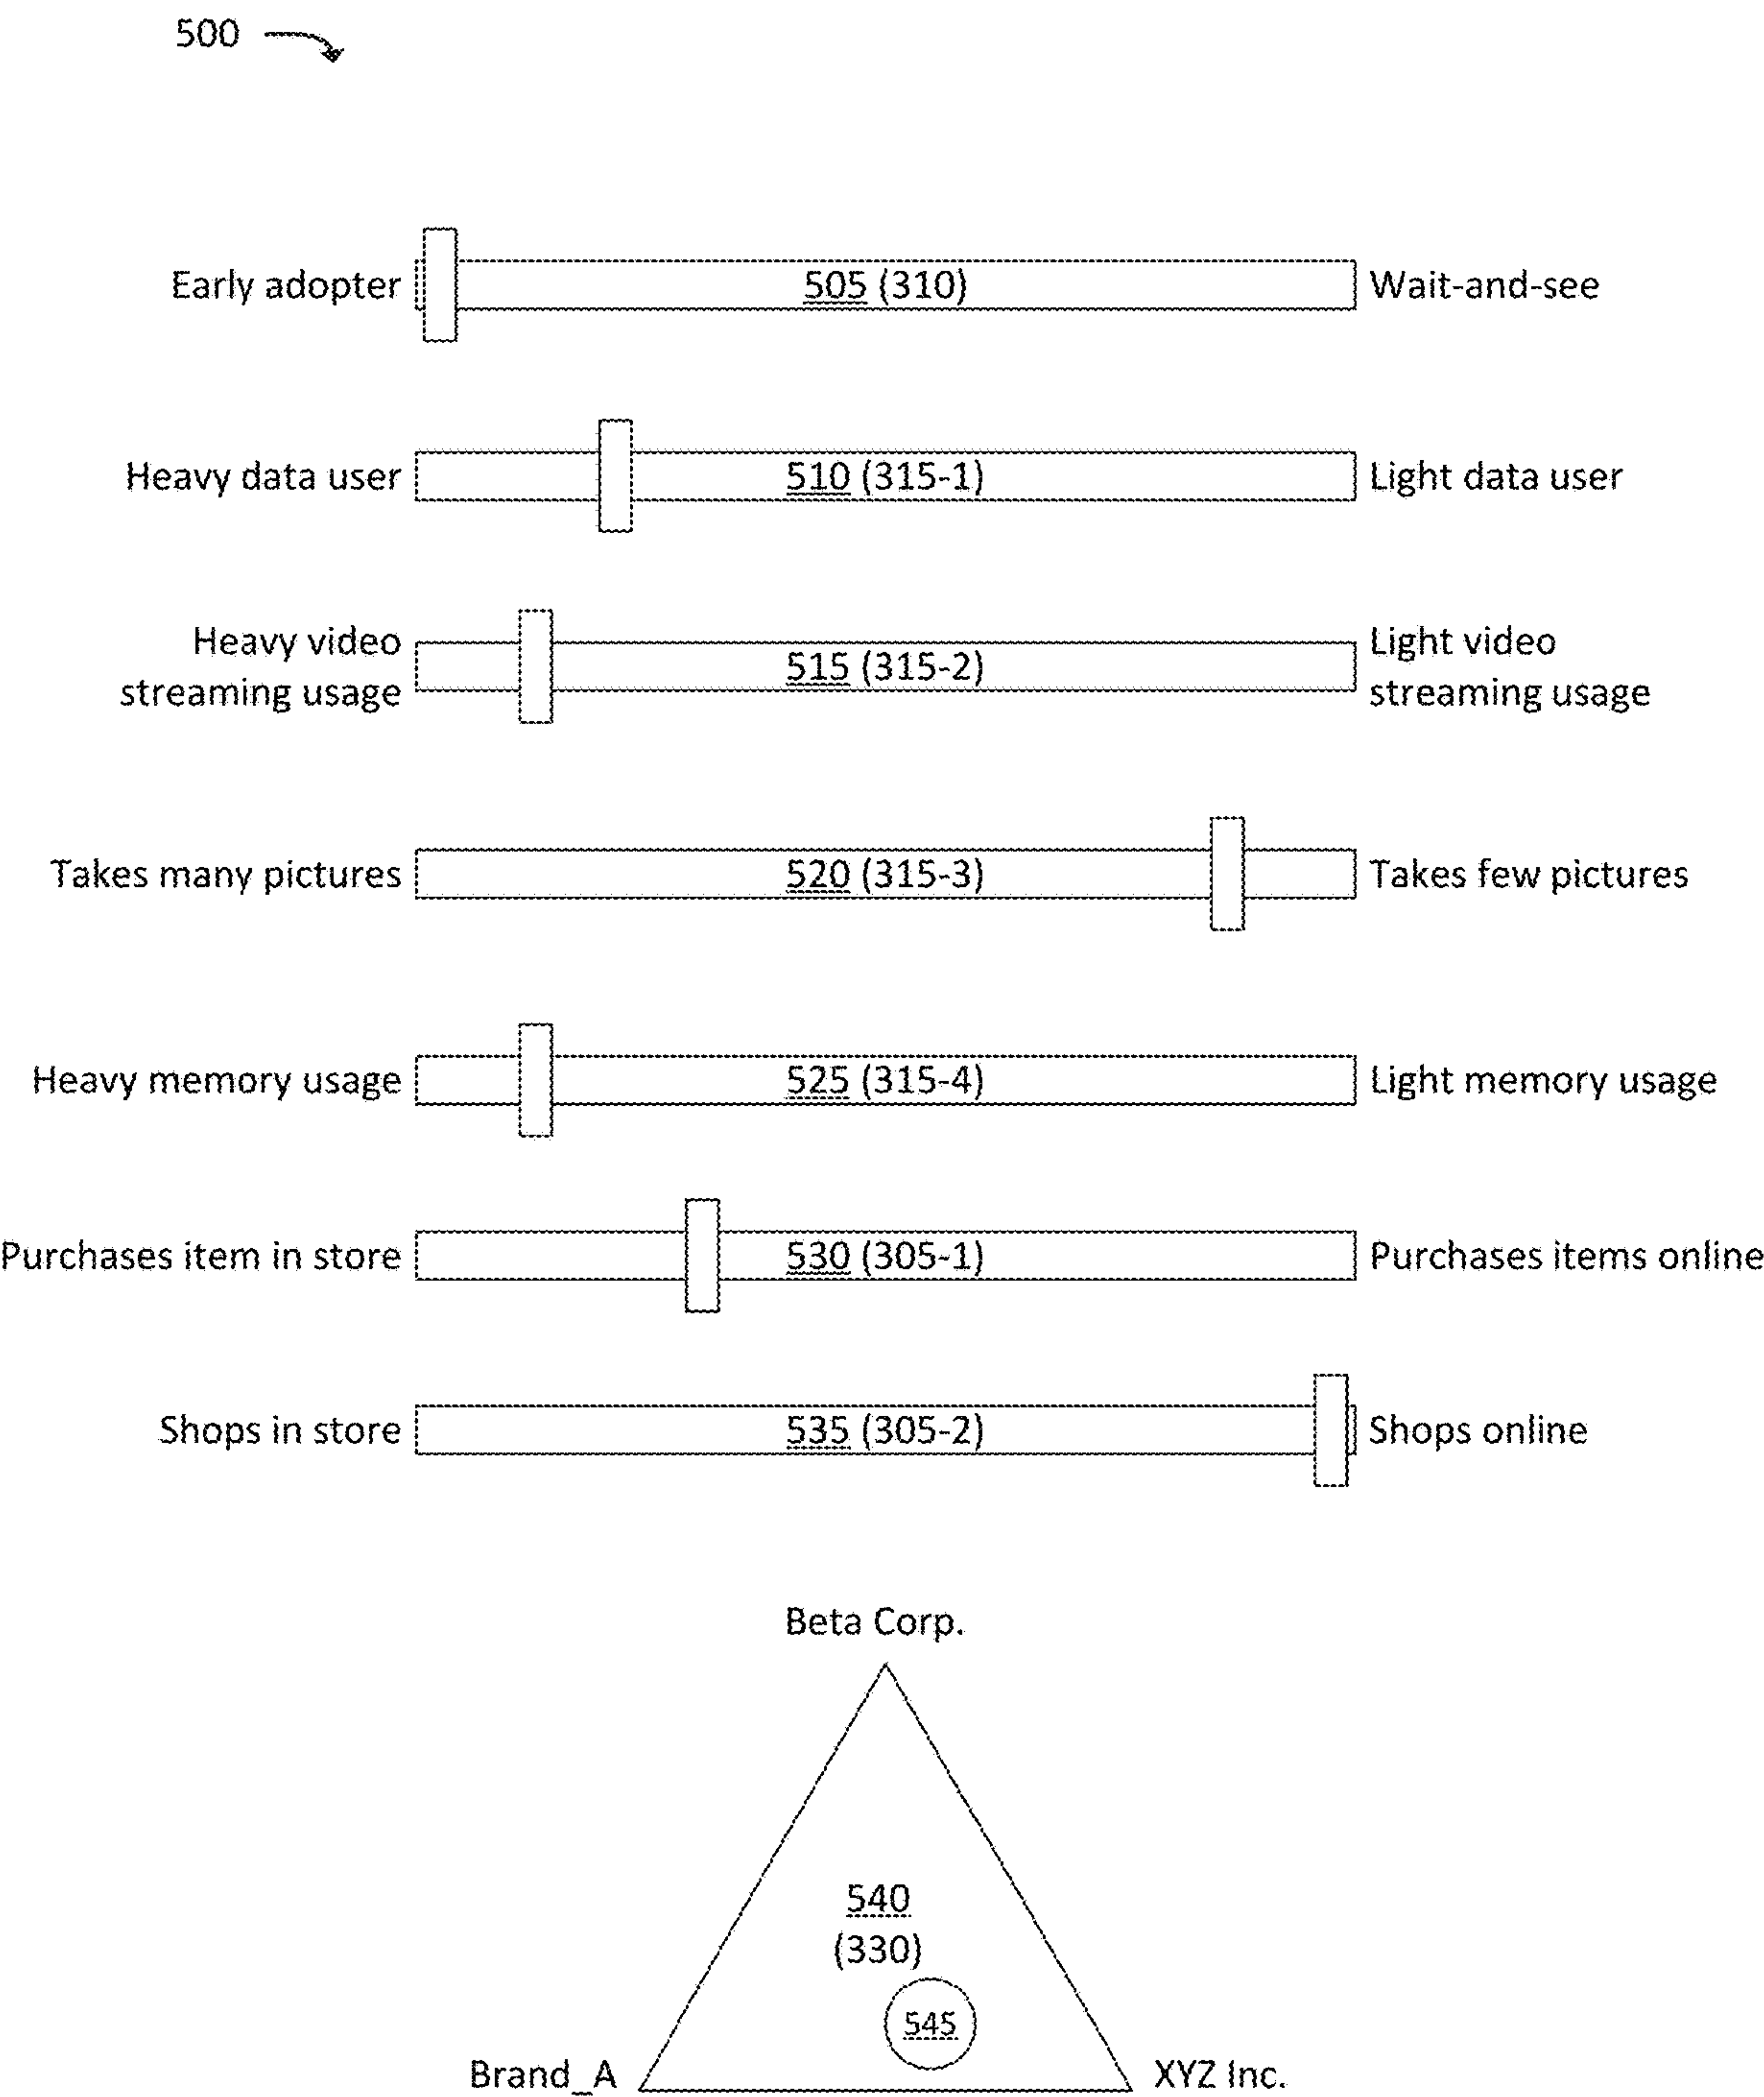 500
Early adopter 505 (310) Wait-and-see
Heavy data user 510 (315-1) Light data user
Heavy video
streaming usage 515 (315-2) Light video
streaming usage
Takes many pictures 520 (315-3) Takes few pictures
Heavy memory usage 525 (315-4) Light memory usage
Purchases item in store 530 (305-1) Purchases items online
Shops in store 535 (305-2) Shops online
Beta Corp.
540
(330)
545
Brand_A XYZ Inc.